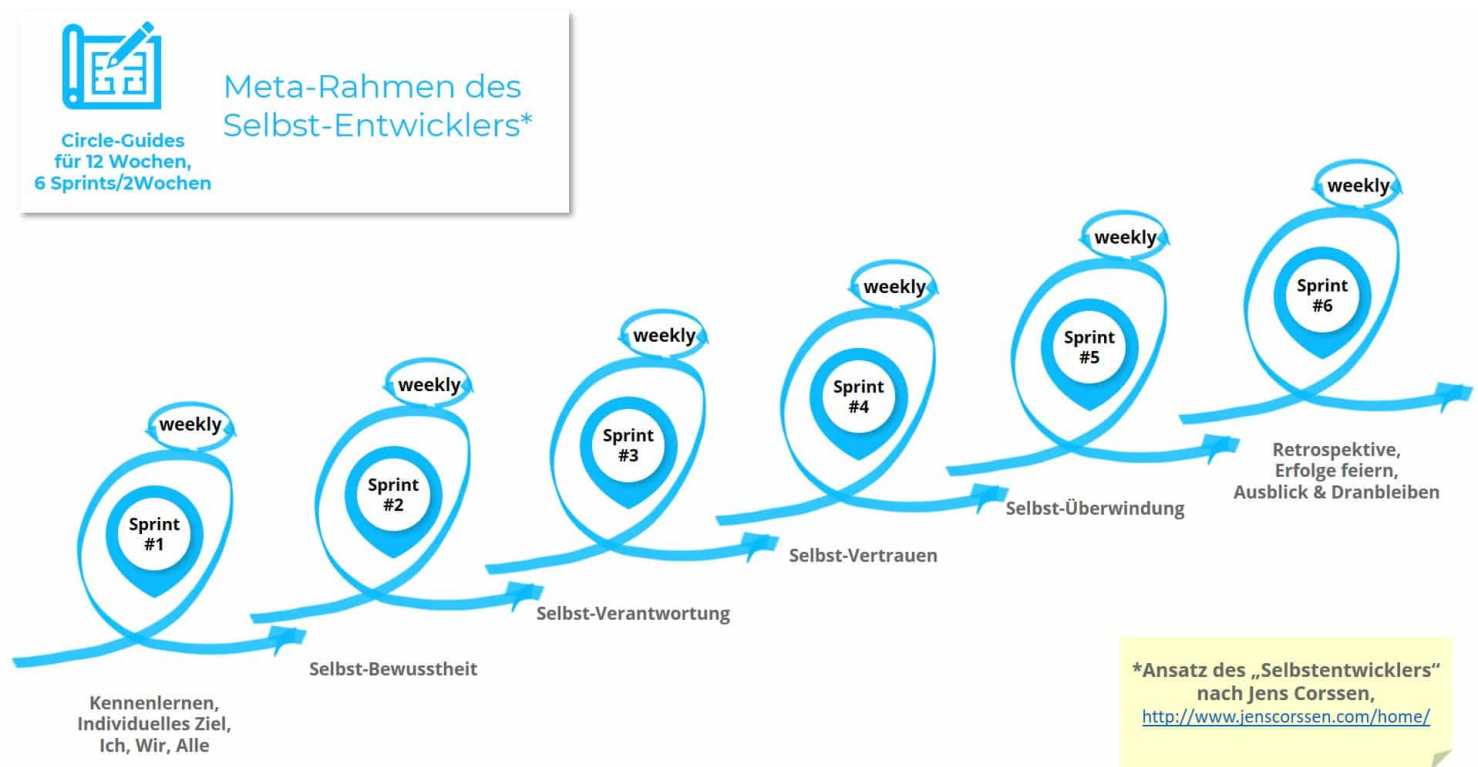 Meta-Rahmen des
Selbst-Entwicklers*
Circle-Guides
für 12 Wochen,
6 Sprints/2Wochen
weekly
Sprint
#1
Kennenlernen,
Individuelles Ziel,
Ich, Wir, Alle
weekly
Sprint
#2
Selbst-Bewusstheit
weekly
Sprint
#3
Selbst-Verantwortung
weekly
Sprint
#4
Selbst-Vertrauen
weekly
Sprint
#5
Selbst-Überwindung
weekly
Sprint
#6
Retrospektive,
Erfolge feiern,
Ausblick & Dranbleiben
*Ansatz des „Selbstentwicklers“
nach Jens Corssen,
http://www.jenscorssen.com/home/